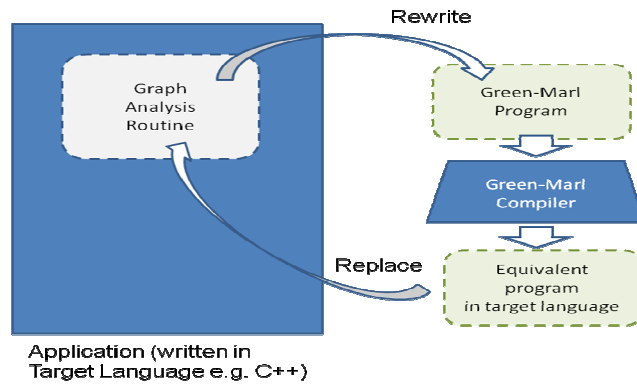 Rewrite
Graph
Analysis
Routine
Green-Marl
Program
Green-Marl
Compiler
Replace
Equivalent
program
in target language
Application (written in
Target Language e.g. C++)